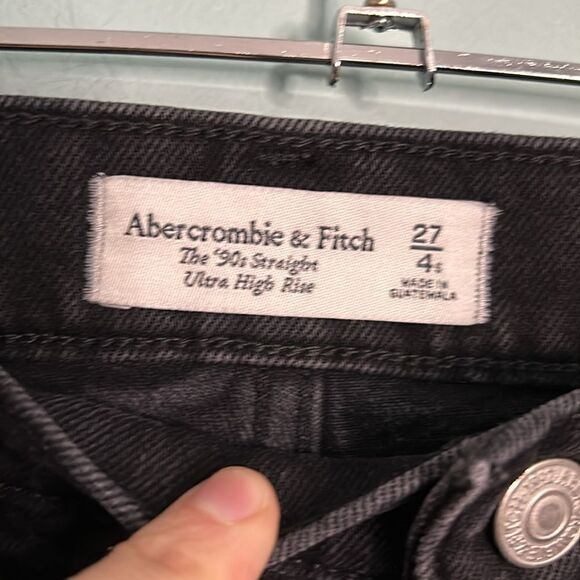 Abercrombie & Fitch
The '90s Straight
Ultra High Rise
27
4s
MADE IN
GUATEMALA